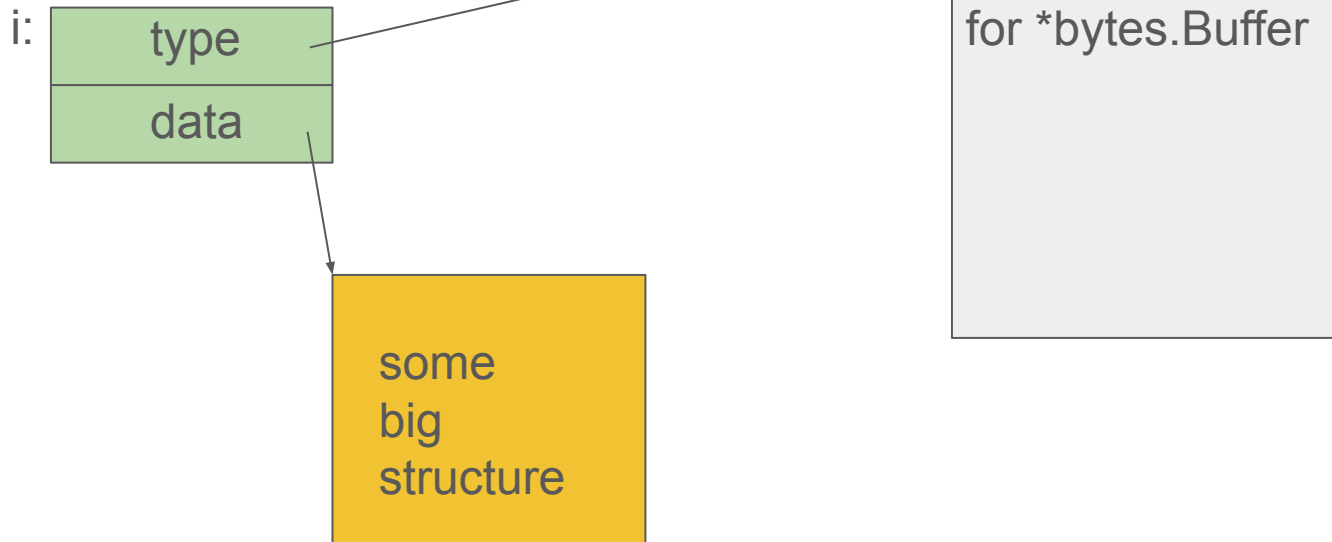 i:
type
for *bytes.Buffer
data
some
big
structure